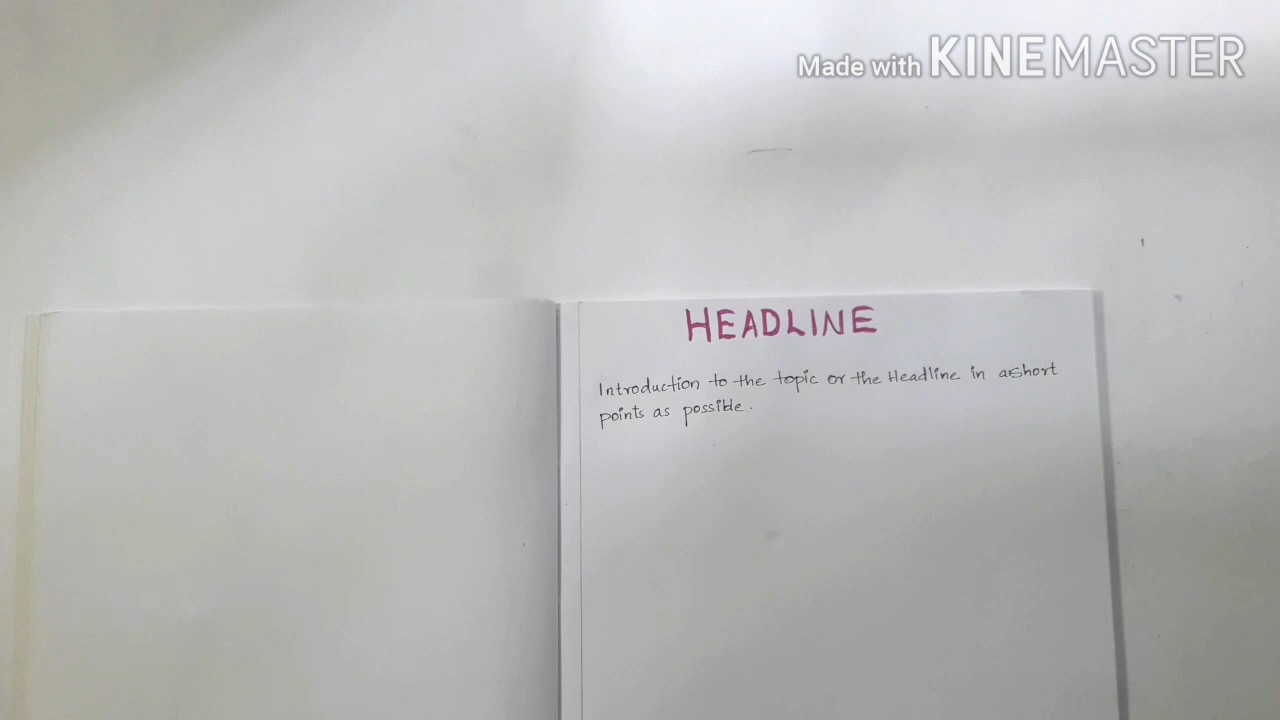 Made with KINEMASTER
HEADLINE
Introduction to the topic or the Headline in ashort
points as possible.